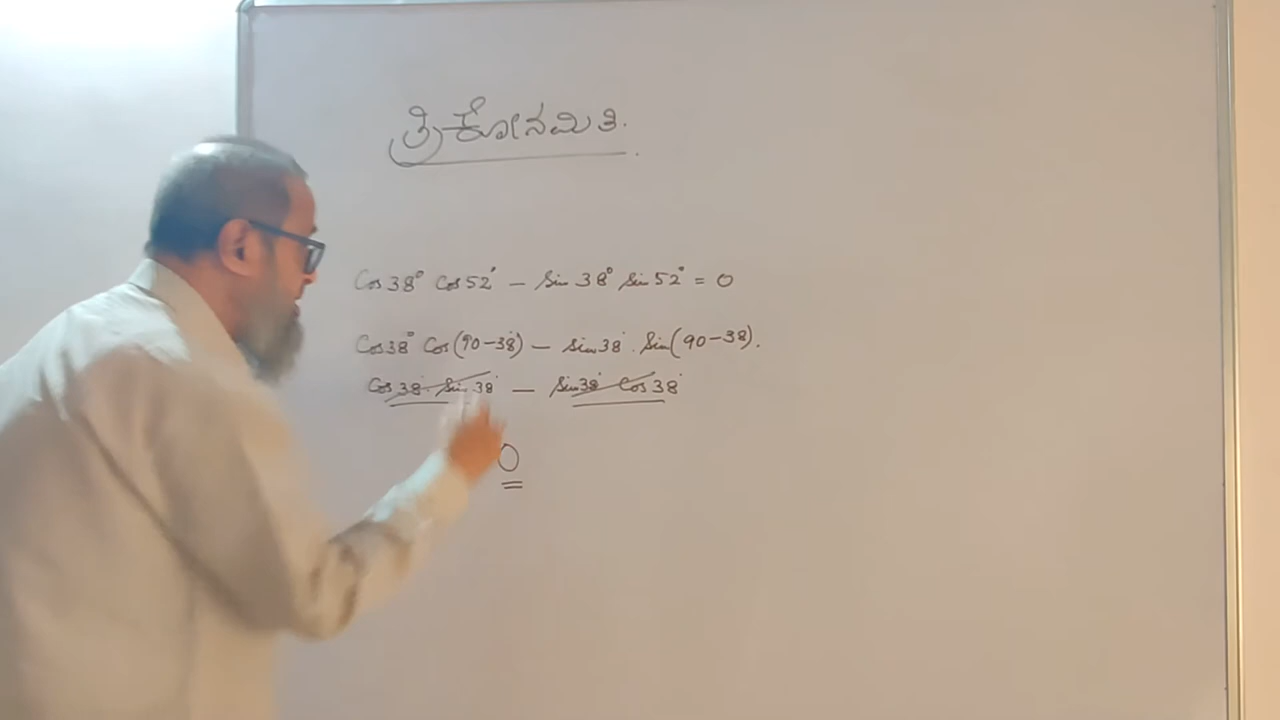 ತ್ರಿಕೋನಮಿತಿ.
Cos 38° Cos 52° - Sin 38° Sin 52° = 0
Cos 38° Cos (90-38°) - Sin 38° . Sin (90-38).
Cos 38° . Sin 38° - Sin 38° Cos 38°
0